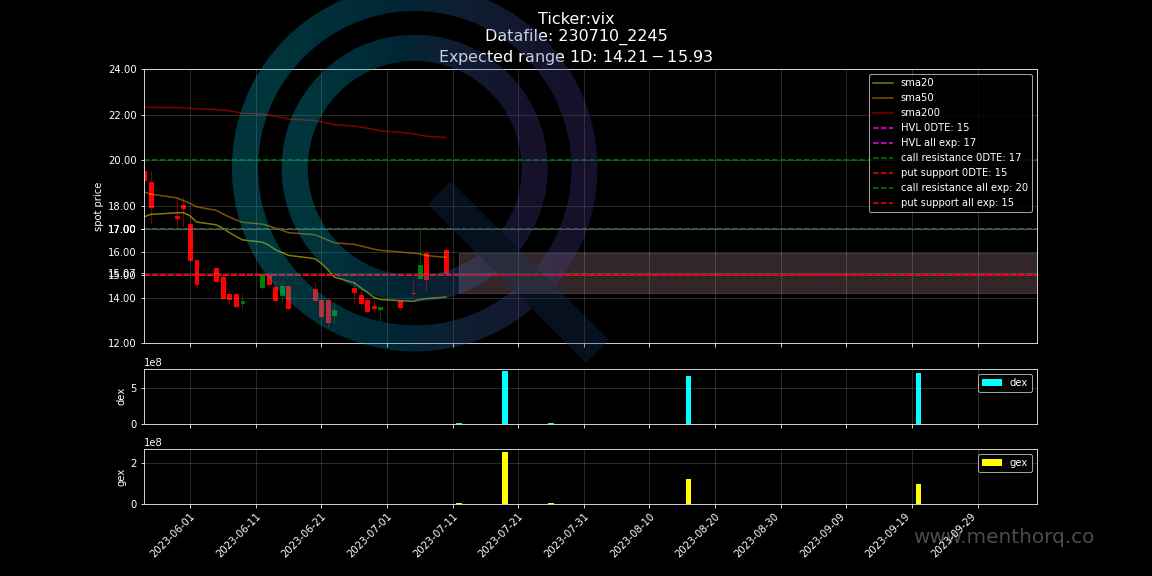 Ticker:vix
Datafile: 230710_2245
Expected range 1D: 14.21 − 15.93
24.00
22.00
20.00
18.00
17.00
16.00
15.07
15.00
14.00
12.00
spot price
sma20
sma50
sma200
HVL 0DTE: 15
HVL all exp: 17
call resistance 0DTE: 17
put support 0DTE: 15
call resistance all exp: 20
put support all exp: 15
1e8
5
0
dex
dex
1e8
2
0
gex
gex
2023-06-01
2023-06-11
2023-06-21
2023-07-01
2023-07-11
2023-07-21
2023-07-31
2023-08-10
2023-08-20
2023-08-30
2023-09-09
2023-09-19
2023-09-29
www.menthorq.co